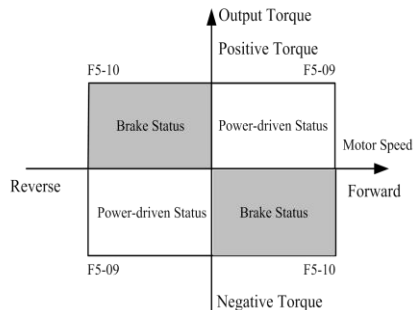 Output Torque
Positive Torque
F5-10
F5-09
Brake Status
Power-driven Status
Motor Speed
Reverse
Forward
Power-driven Status
Brake Status
F5-09
F5-10
Negative Torque